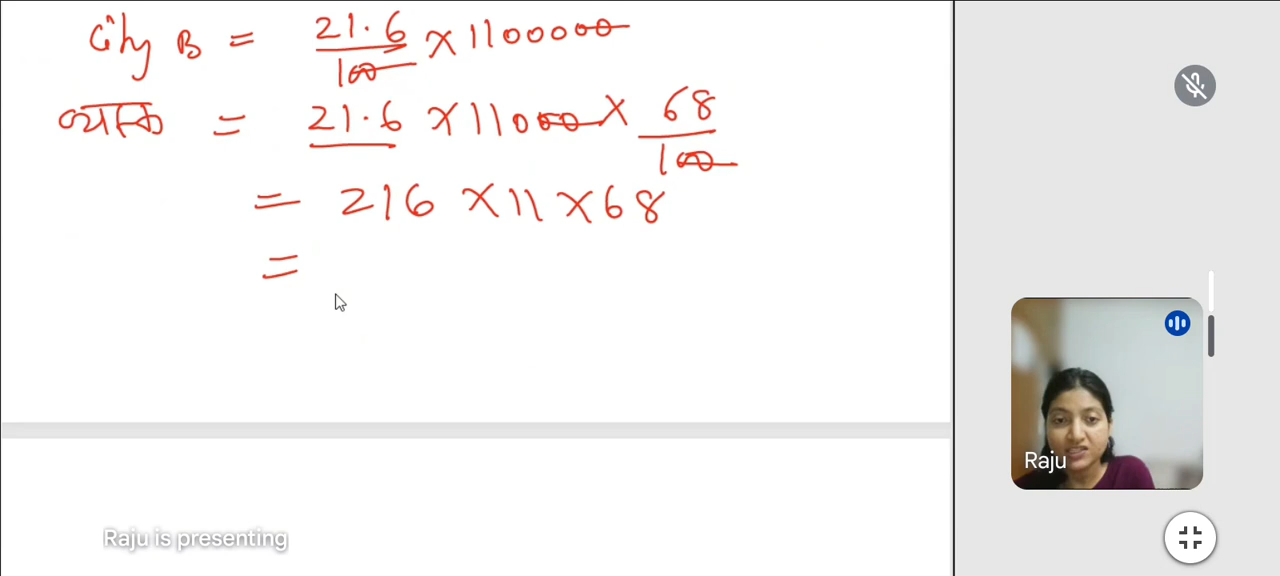 City B = 21.6/100 × 1100000
व्यक्ति = 21.6 × 11000 × 68/100
= 216 × 11 × 68
=
Raju
Raju is presenting